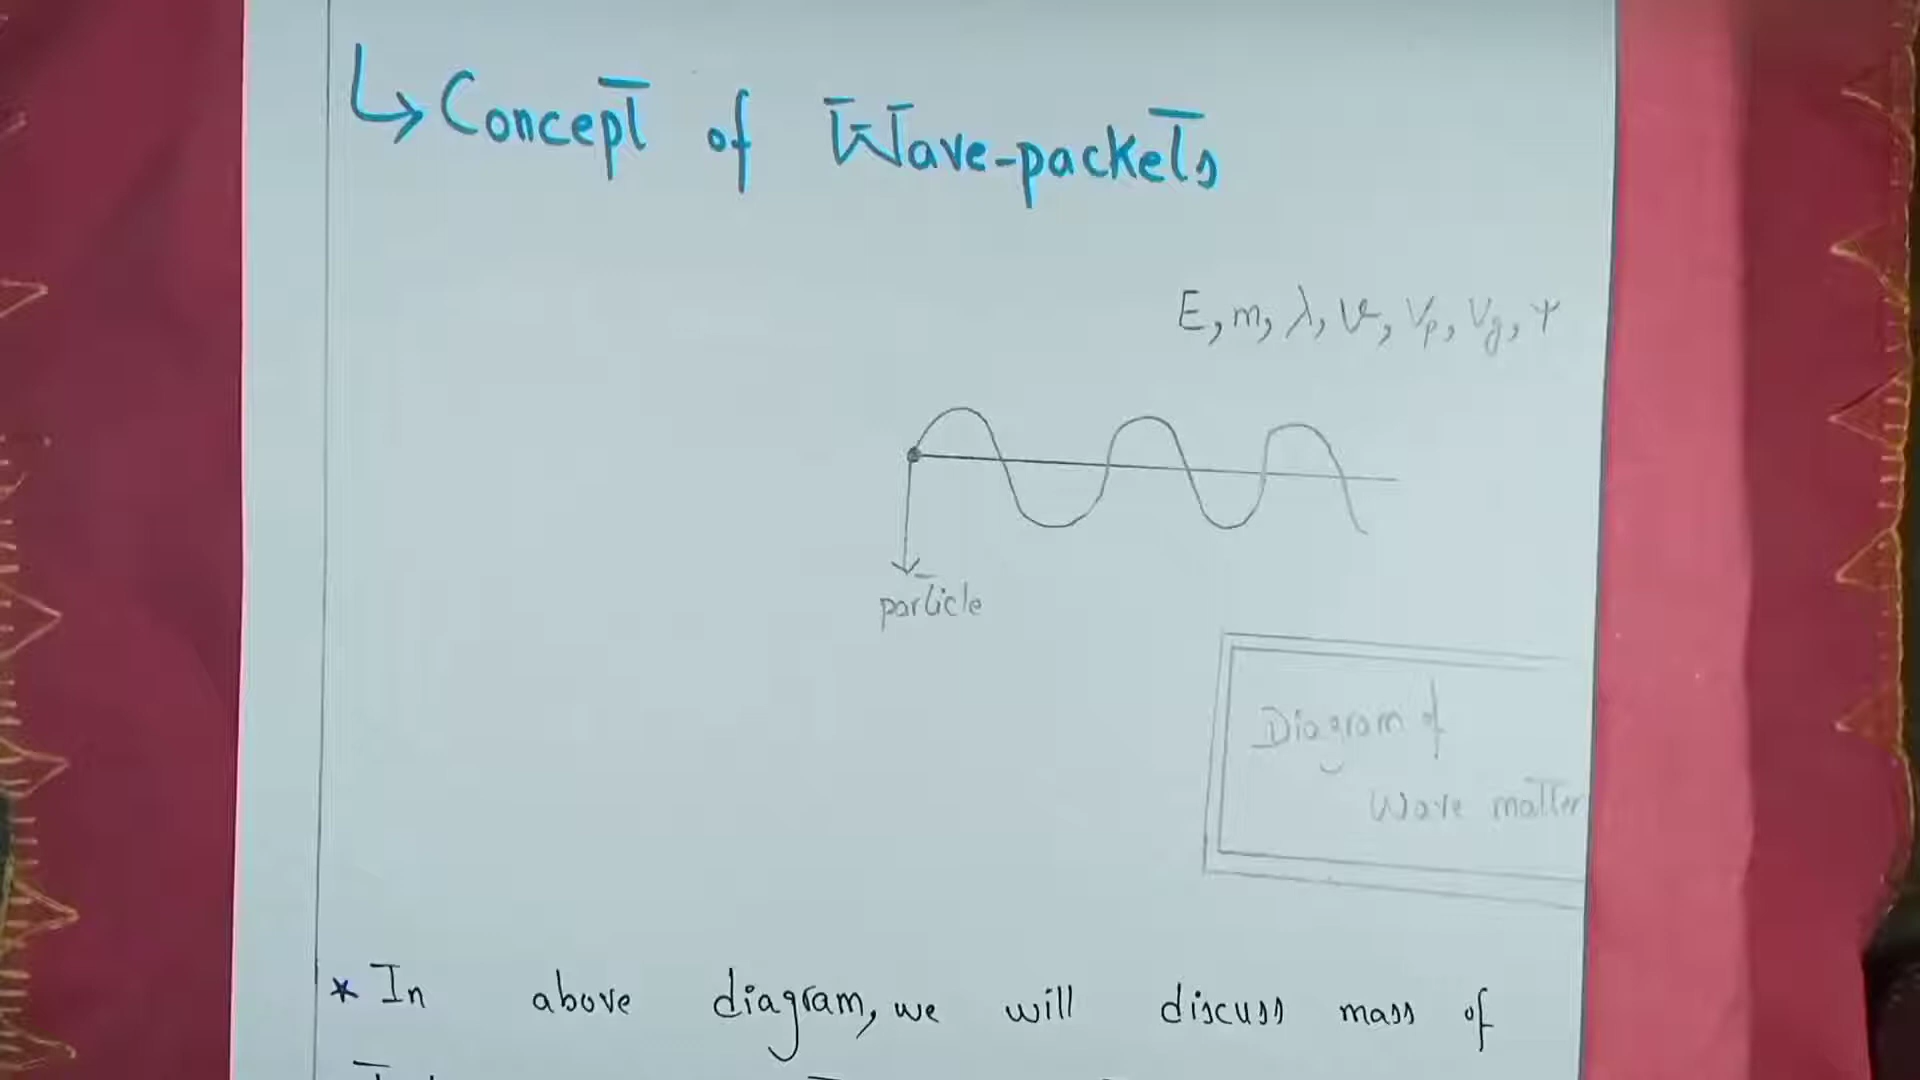 ↳ Concept of Wave-packets
E, m, λ, v, Vp, Vg, ψ
particle
Diagram of
Wave matter
* In above diagram, we will discuss mass of